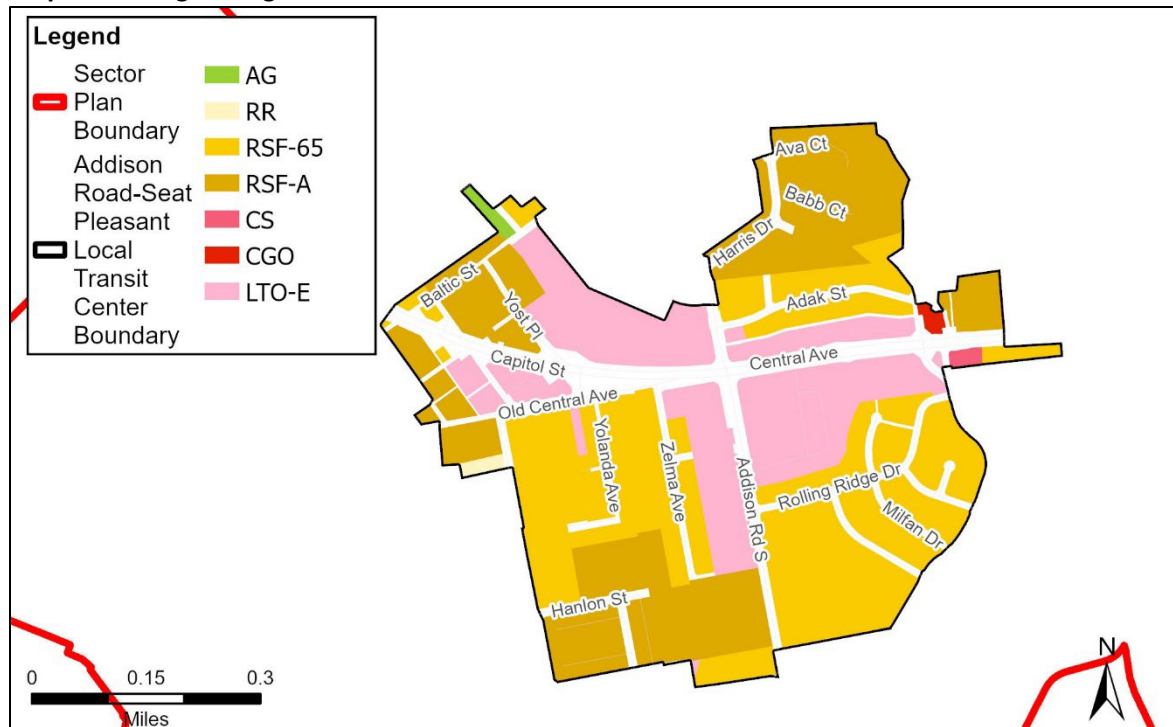 Legend
Sector
Plan
Boundary
Addison
Road-Seat
Pleasant
Local
Transit
Center
Boundary
AG
RR
RSF-65
RSF-A
CS
CGO
LTO-E
Ava Ct
Babb Ct
Harris Dr
Baltic St
Yost Pl
Adak St
Capitol St
Central Ave
Old Central Ave
Yolanda Ave
Zelma Ave
Addison Rd S
Rolling Ridge Dr
Milfan Dr
Hanlon St
0 0.15 0.3
Miles
N